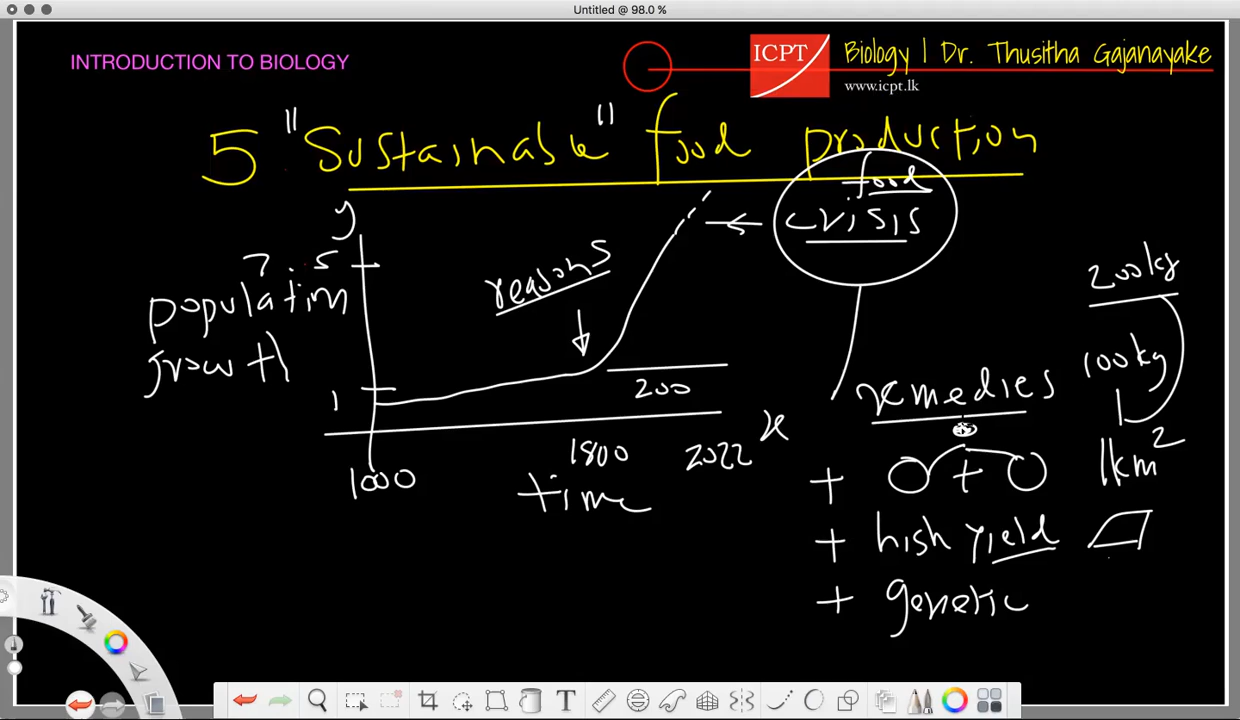 Untitled @ 98.0 %
INTRODUCTION TO BIOLOGY
ICPT
Biology | Dr. Thusitha Gajanayake
www.icpt.lk
5 "Sustainable" food production
food
crisis
y
7.5
population
growth
1
reasons
200
1000
1800
2022
x
time
remedies
200kg
100kg
1km2
+ O + O
+ high yield
+ genetic
T